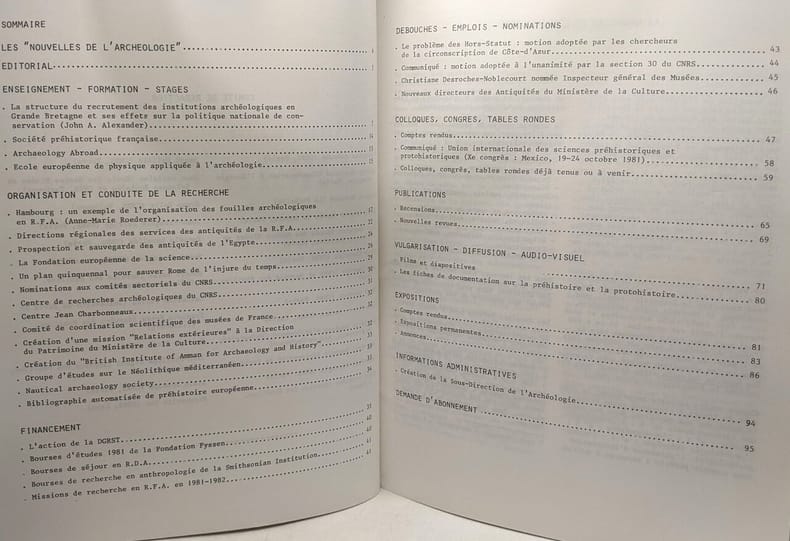 SOMMAIRE
LES "NOUVELLES DE L'ARCHEOLOGIE"
EDITORIAL
ENSEIGNEMENT - FORMATION - STAGES
. La structure du recrutement des institutions archéologiques en
Grande Bretagne et ses effets sur la politique nationale de con-
servation (John A. Alexander)
. Société préhistorique française
. Archaeology Abroad
. Ecole européenne de physique appliquée à l'archéologie
ORGANISATION ET CONDUITE DE LA RECHERCHE
. Hambourg : un exemple de l'organisation des fouilles archéologiques
en R.F.A. (Anne-Marie Roederer)
. Directions régionales des services des antiquités de la R.F.A.
. Prospection et sauvegarde des antiquités de l'Egypte
. La Fondation européenne de la science
. Un plan quinquennal pour sauver Rome de l'injure du temps
. Nominations aux comités sectoriels du CNRS
. Centre de recherches archéologiques du CNRS
. Centre Jean Charbonneaux
. Comité de coordination scientifique des musées de France
. Création d'une mission "Relations extérieures" à la Direction
du Patrimoine du Ministère de la Culture
. Création du "British Institute of Amman for Archaeology and History"
. Groupe d'études sur le Néolithique méditerranéen
. Nautical archaeology society
. Bibliographie automatisée de préhistoire européenne
FINANCEMENT
. L'action de la DGRST
. Bourses d'études 1981 de la Fondation Fyssen
. Bourses de séjour en R.D.A.
. Bourses de recherche en anthropologie de la Smithsonian Institution
. Missions de recherche en R.F.A. en 1981-1982
DEBOUCHES - EMPLOIS - NOMINATIONS
. Le problème des Hors-Statut : motion adoptée par les chercheurs
de la circonscription de Côte-d'Azur 43
. Communiqué : motion adoptée à l'unanimité par la section 30 du CNRS 44
. Christiane Desroches-Noblecourt nommée Inspecteur général des Musées 45
. Nouveaux directeurs des Antiquités du Ministère de la Culture 46
COLLOQUES, CONGRES, TABLES RONDES
. Comptes rendus 47
. Communiqué : Union internationale des sciences préhistoriques et
protohistoriques (Xe congrès : Mexico, 19-24 octobre 1981) 58
. Colloques, congrès, tables rondes déjà tenus ou à venir 59
PUBLICATIONS
. Recensions 65
. Nouvelles revues 69
VULGARISATION - DIFFUSION - AUDIO-VISUEL
. Films et diapositives 71
. Les fiches de documentation sur la préhistoire et la protohistoire 80
EXPOSITIONS
. Comptes rendus 81
. Expositions permanentes 83
. Annonces 86
INFORMATIONS ADMINISTRATIVES
. Création de la Sous-Direction de l'Archéologie 94
DEMANDE D'ABONNEMENT 95